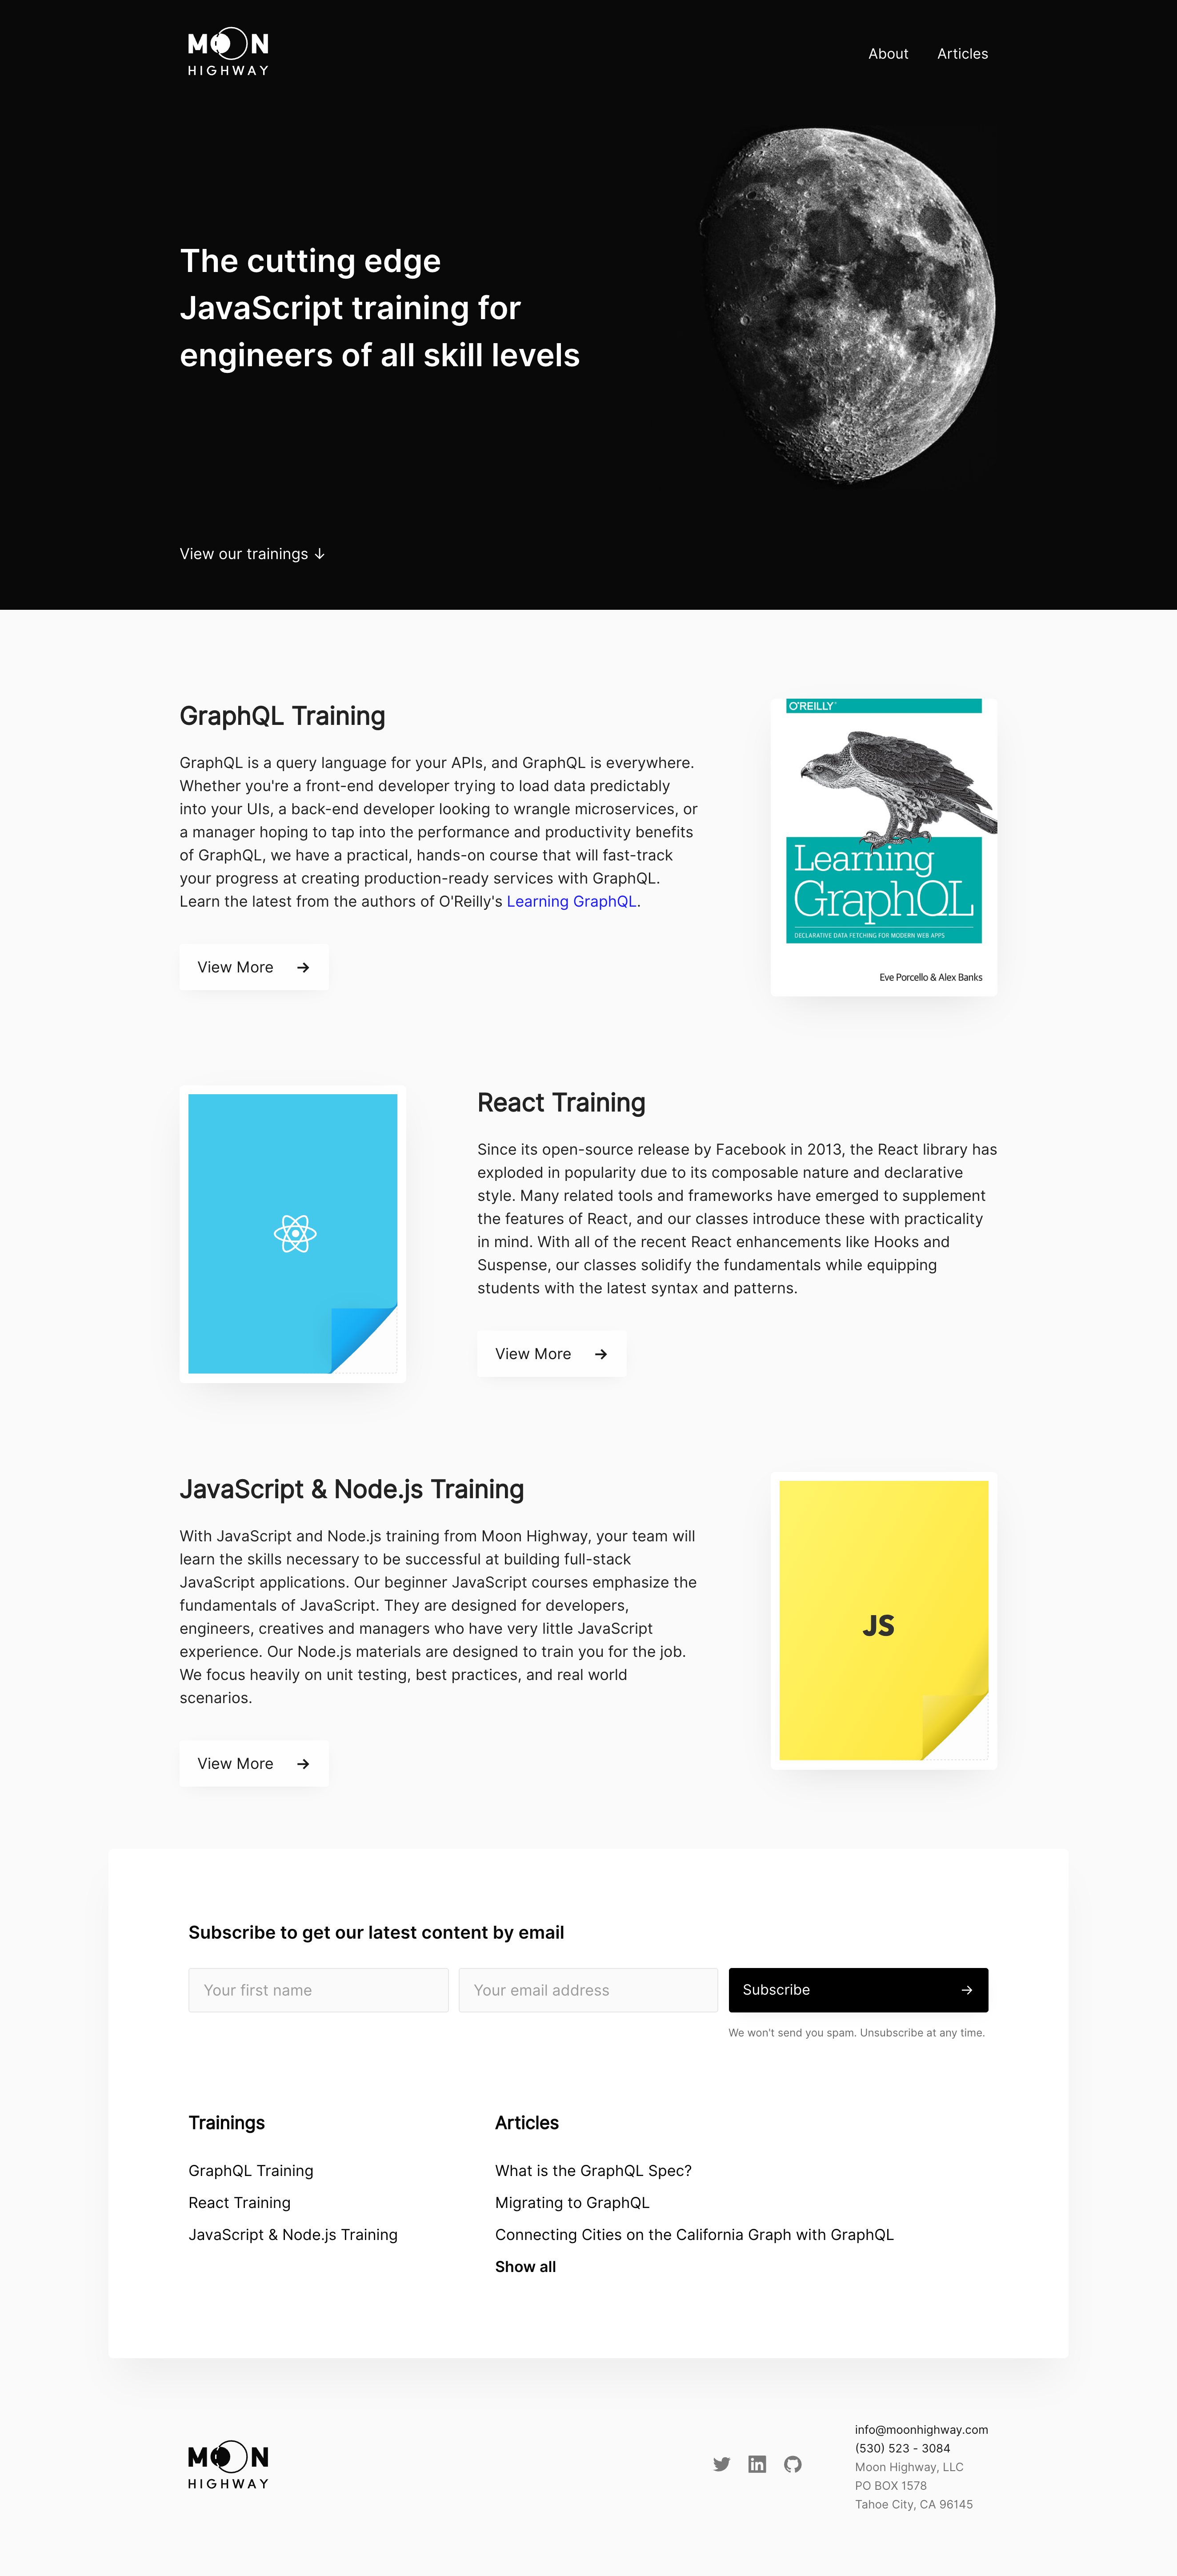 MOON
HIGHWAY
About
Articles
The cutting edge
JavaScript training for
engineers of all skill levels
View our trainings ↓
GraphQL Training
GraphQL is a query language for your APIs, and GraphQL is everywhere.
Whether you're a front-end developer trying to load data predictably
into your UIs, a back-end developer looking to wrangle microservices, or
a manager hoping to tap into the performance and productivity benefits
of GraphQL, we have a practical, hands-on course that will fast-track
your progress at creating production-ready services with GraphQL.
Learn the latest from the authors of O'Reilly's Learning GraphQL.
View More →
O'REILLY
Learning
GraphQL
DECLARATIVE DATA FETCHING FOR MODERN WEB APPS
Eve Porcello & Alex Banks
React Training
Since its open-source release by Facebook in 2013, the React library has
exploded in popularity due to its composable nature and declarative
style. Many related tools and frameworks have emerged to supplement
the features of React, and our classes introduce these with practicality
in mind. With all of the recent React enhancements like Hooks and
Suspense, our classes solidify the fundamentals while equipping
students with the latest syntax and patterns.
View More →
JavaScript & Node.js Training
With JavaScript and Node.js training from Moon Highway, your team will
learn the skills necessary to be successful at building full-stack
JavaScript applications. Our beginner JavaScript courses emphasize the
fundamentals of JavaScript. They are designed for developers,
engineers, creatives and managers who have very little JavaScript
experience. Our Node.js materials are designed to train you for the job.
We focus heavily on unit testing, best practices, and real world
scenarios.
View More →
JS
Subscribe to get our latest content by email
Your first name
Your email address
Subscribe →
We won't send you spam. Unsubscribe at any time.
Trainings
GraphQL Training
React Training
JavaScript & Node.js Training
Articles
What is the GraphQL Spec?
Migrating to GraphQL
Connecting Cities on the California Graph with GraphQL
Show all
MOON
HIGHWAY
in
info@moonhighway.com
(530) 523 - 3084
Moon Highway, LLC
PO BOX 1578
Tahoe City, CA 96145